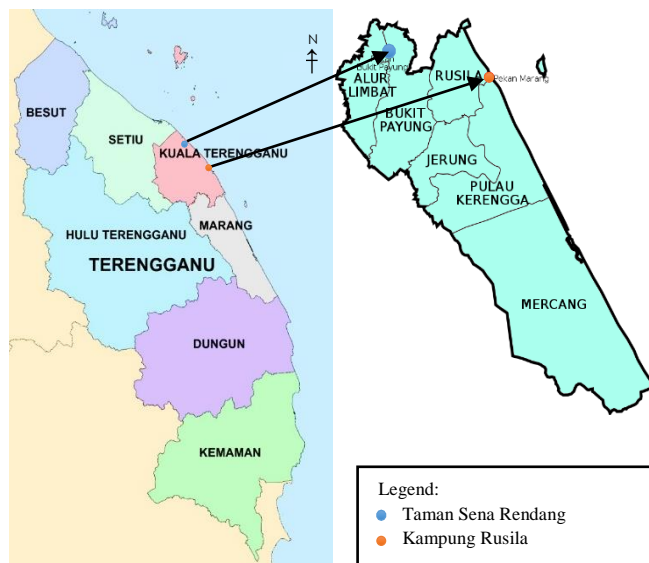 N
BESUT
SETIU
KUALA TERENGGANU
HULU TERENGGANU
TERENGGANU
MARANG
DUNGUN
KEMAMAN
Bukit Payung
ALUR
LIMBAT
RUSILA
Pekan Marang
BUKIT
PAYUNG
JERUNG
PULAU
KERENGGA
MERCANG
Legend:
Taman Sena Rendang
Kampung Rusila